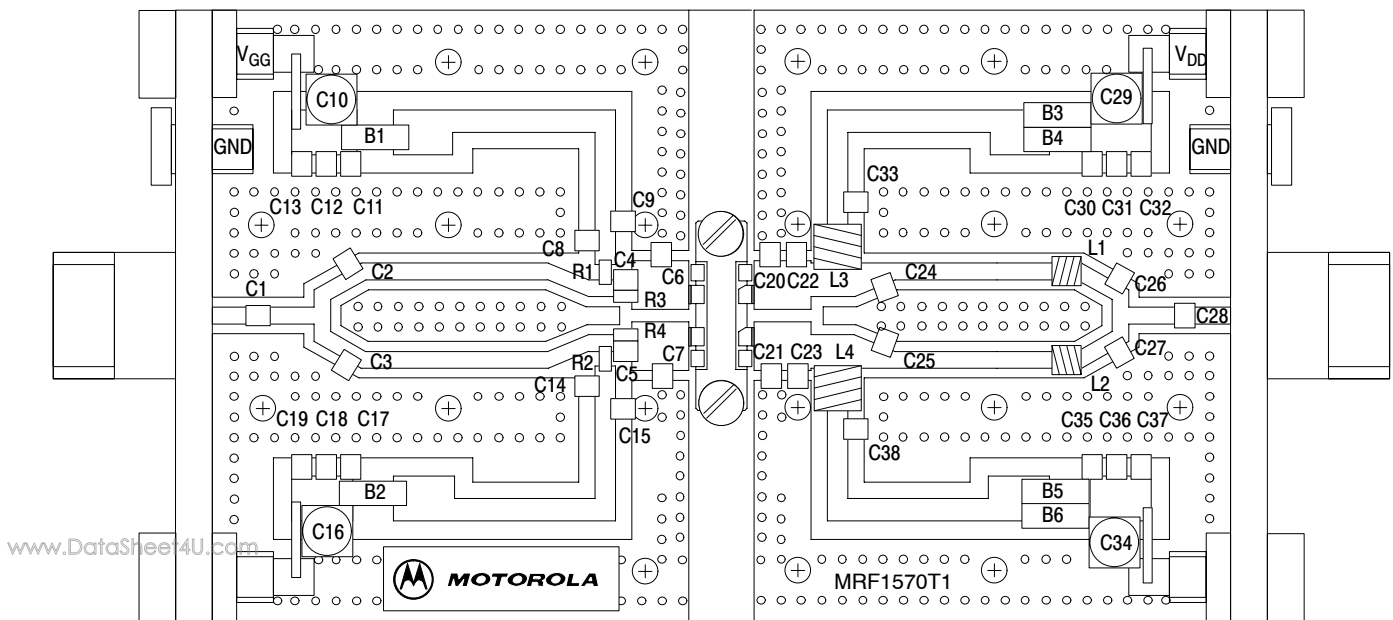 V_GG
V_DD
C10
C29
B1
B3
B4
GND
GND
C33
C13 C12 C11
C9
C30 C31 C32
C8
C4
L1
R1
C2
C6
C20 C22 L3
C24
C26
C1
R3
C28
R4
C3
R2
C7
C21 C23 L4
C27
C5
C25
C14
L2
C19 C18 C17
C15
C35 C36 C37
C38
B2
B5
B6
C16
C34
www.DataSheet4U.com
MOTOROLA
MRF1570T1